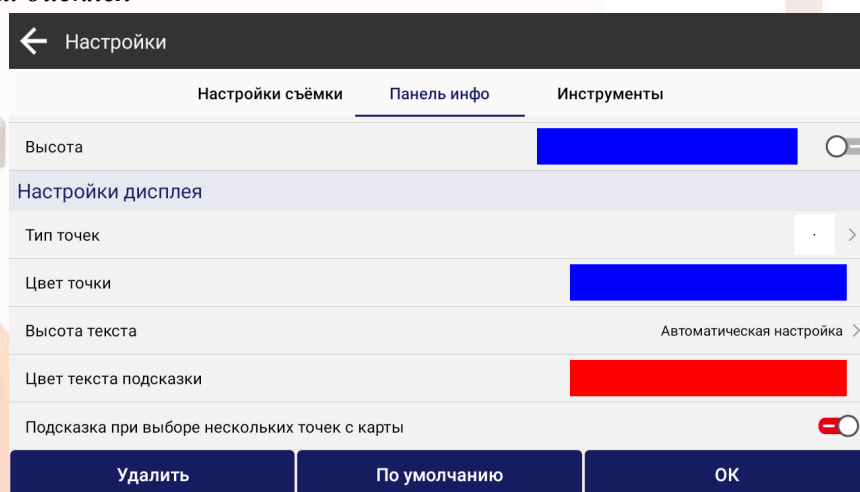 Настройки
Настройки съёмки Панель инфо Инструменты
Высота
Настройки дисплея
Тип точек
Цвет точки
Высота текста Автоматическая настройка
Цвет текста подсказки
Подсказка при выборе нескольких точек с карты
Удалить По умолчанию ОК